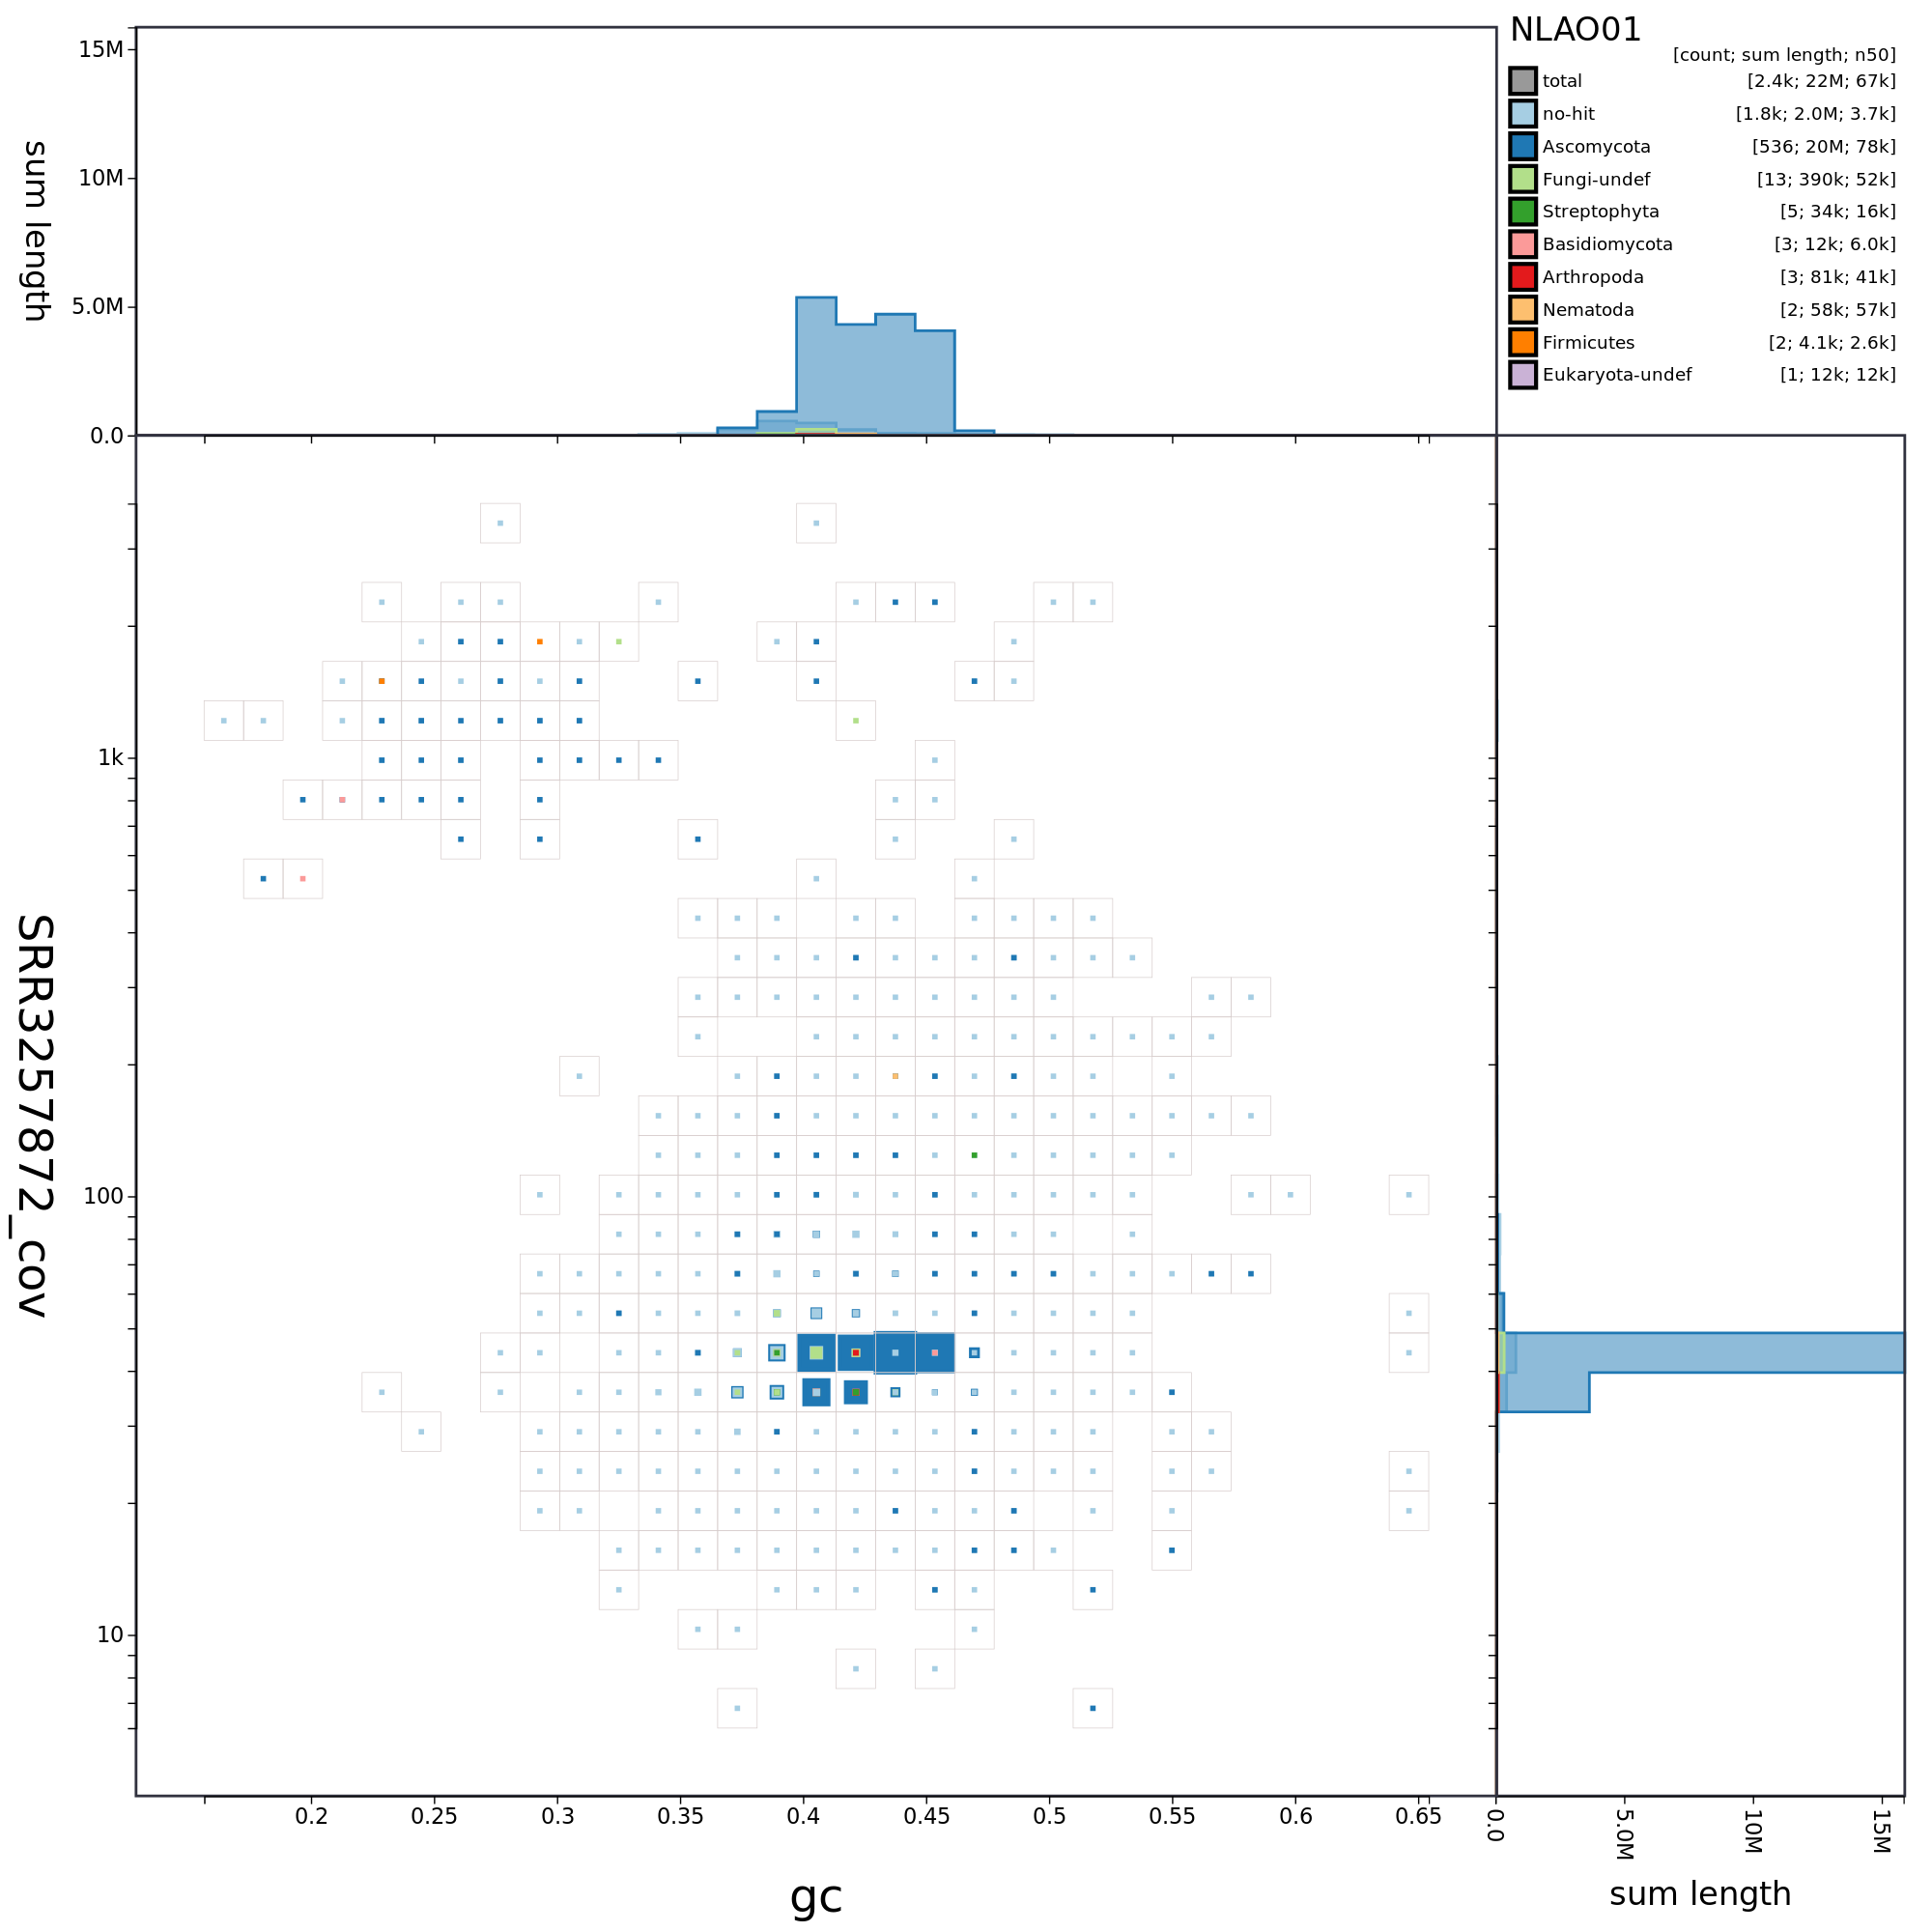 NLAO01
[count; sum length; n50]
total [2.4k; 22M; 67k]
no-hit [1.8k; 2.0M; 3.7k]
Ascomycota [536; 20M; 78k]
Fungi-undef [13; 390k; 52k]
Streptophyta [5; 34k; 16k]
Basidiomycota [3; 12k; 6.0k]
Arthropoda [3; 81k; 41k]
Nematoda [2; 58k; 57k]
Firmicutes [2; 4.1k; 2.6k]
Eukaryota-undef [1; 12k; 12k]
sum length
15M
10M
5.0M
0.0
SRR3257872_cov
1k
100
10
0.2 0.25 0.3 0.35 0.4 0.45 0.5 0.55 0.6 0.65
gc
0.0 5.0M 10M 15M
sum length